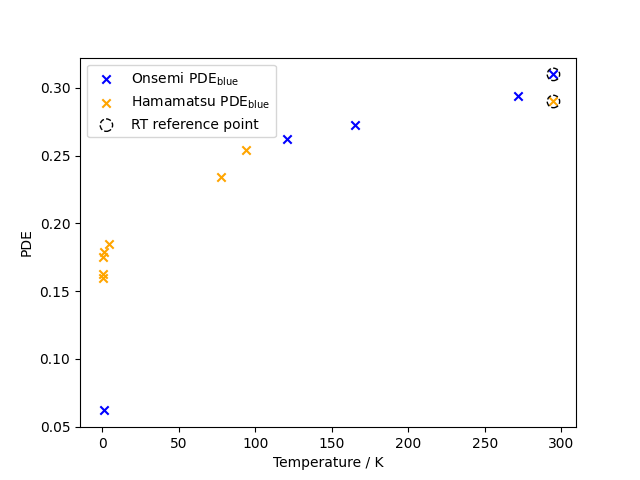 Onsemi PDE_blue
Hamamatsu PDE_blue
RT reference point
0.30
0.25
0.20
0.15
0.10
0.05
PDE
0 50 100 150 200 250 300
Temperature / K